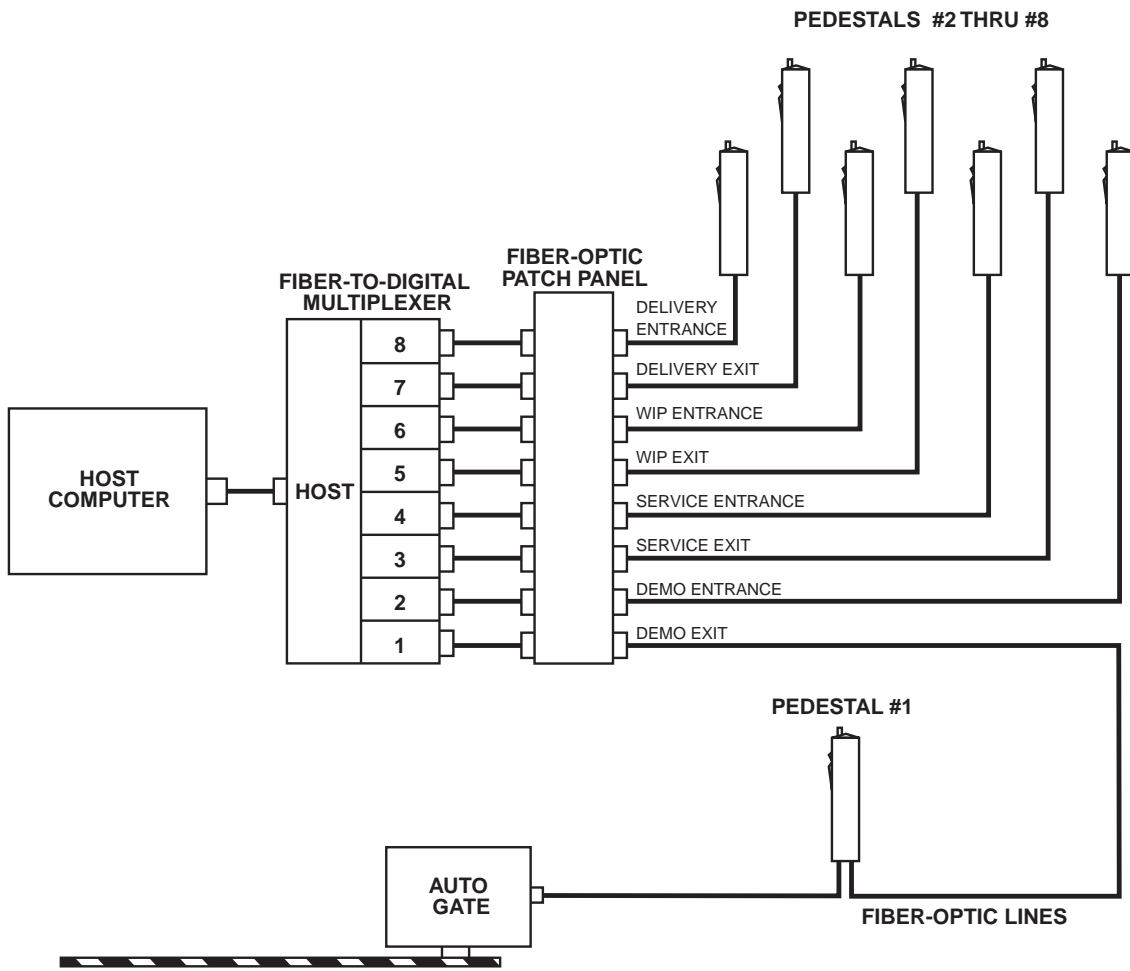 PEDESTALS #2 THRU #8
FIBER-OPTIC
PATCH PANEL
FIBER-TO-DIGITAL
MULTIPLEXER
DELIVERY
ENTRANCE
8
DELIVERY EXIT
7
WIP ENTRANCE
6
WIP EXIT
5
HOST
COMPUTER
HOST
SERVICE ENTRANCE
4
SERVICE EXIT
3
DEMO ENTRANCE
2
DEMO EXIT
1
PEDESTAL #1
AUTO
GATE
FIBER-OPTIC LINES